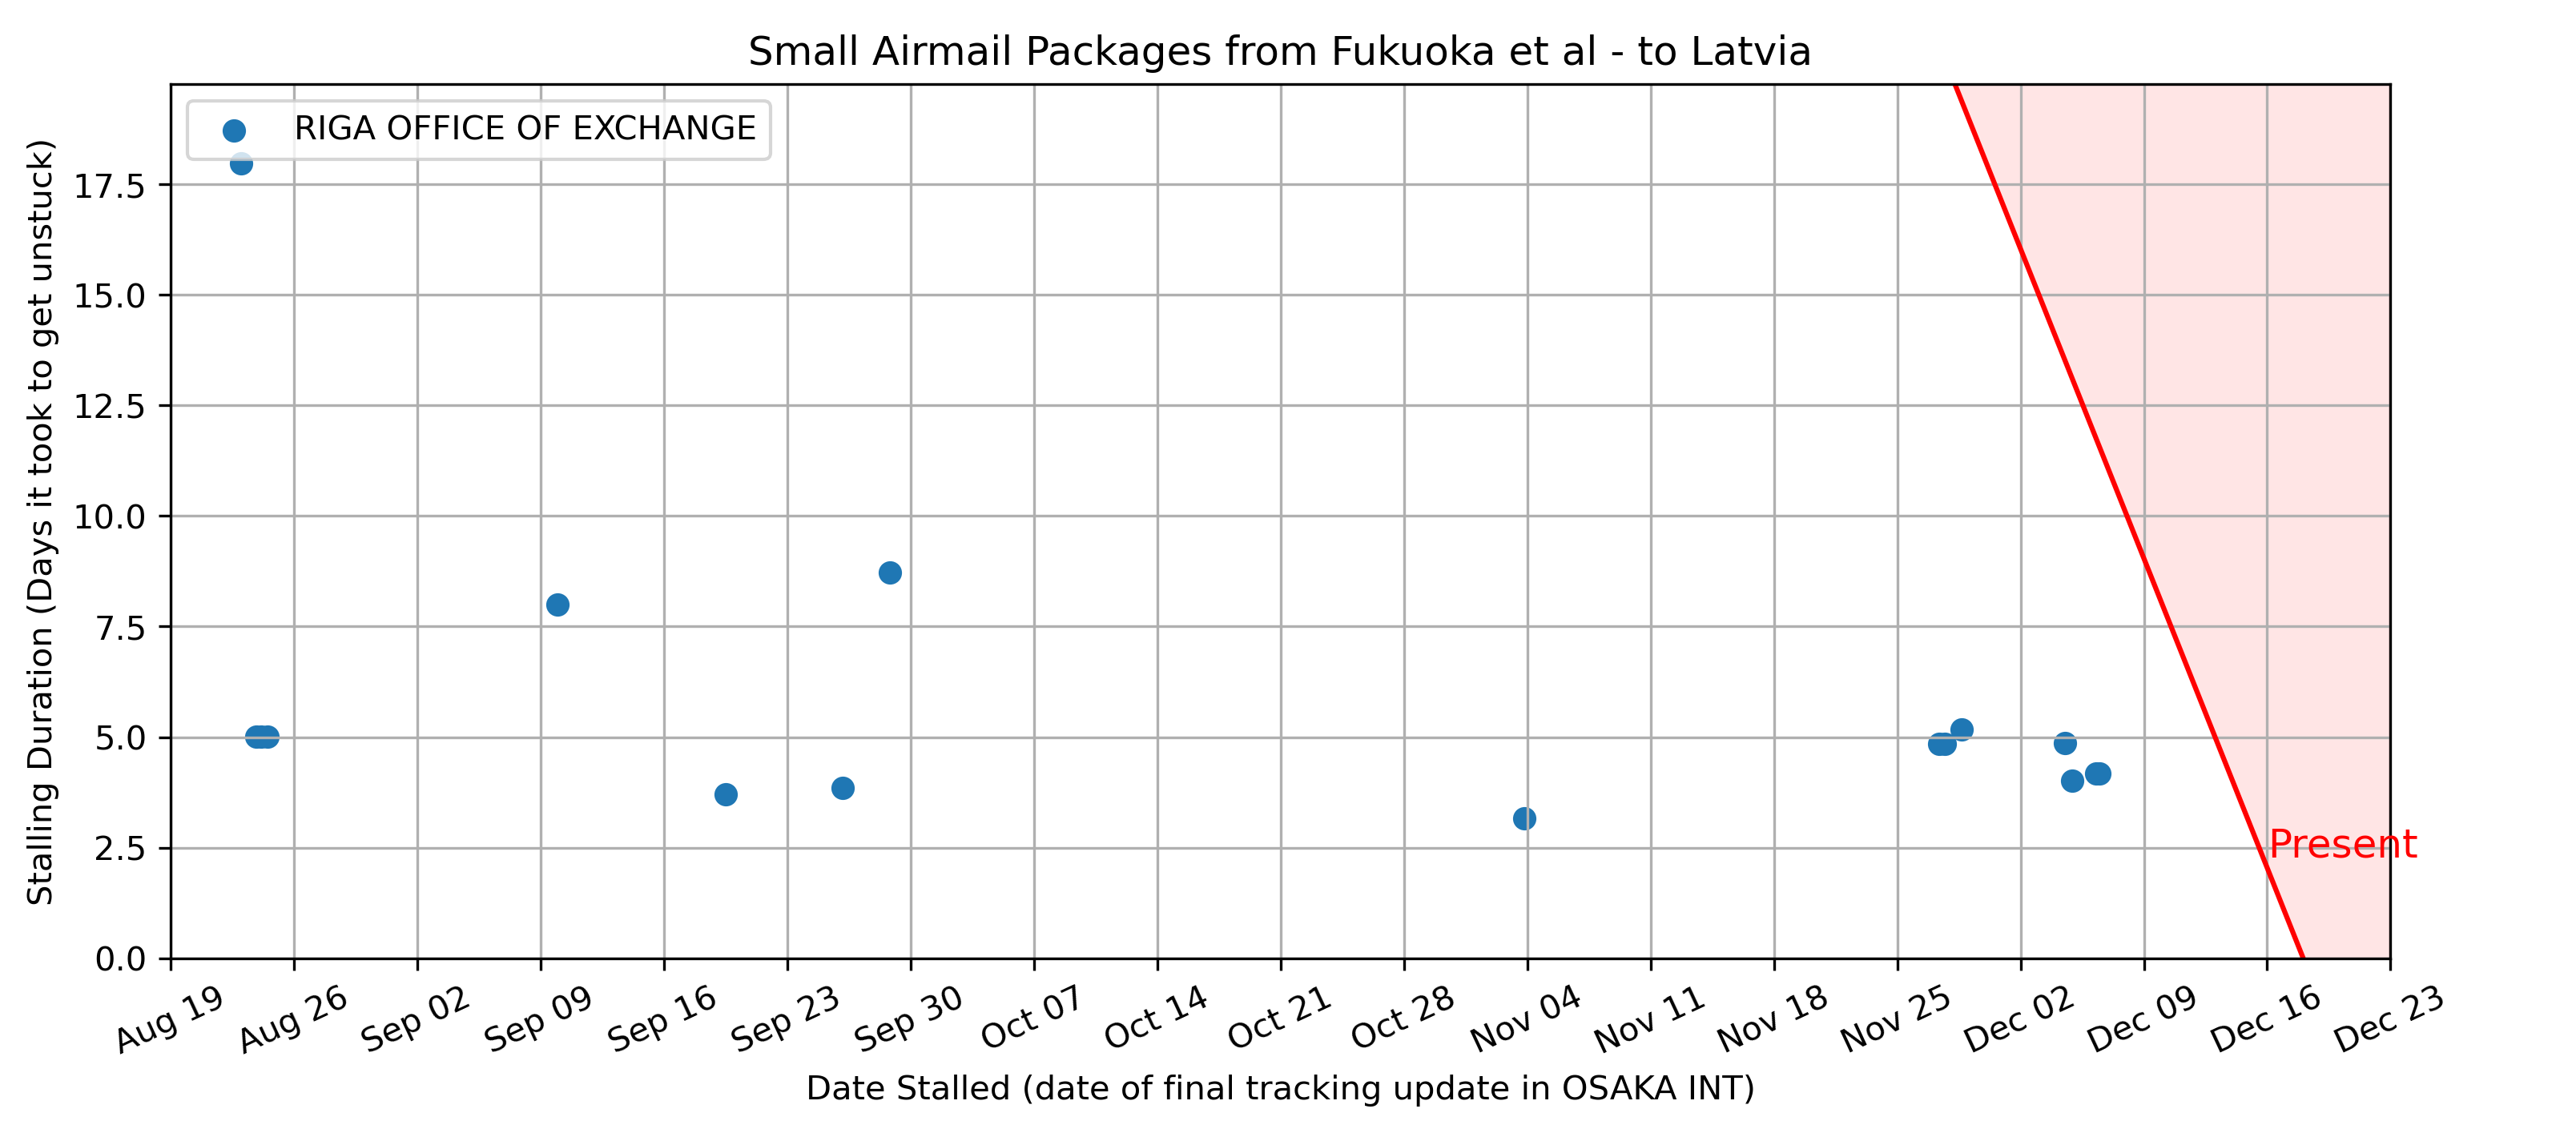 Small Airmail Packages from Fukuoka et al - to Latvia
RIGA OFFICE OF EXCHANGE
Stalling Duration (Days it took to get unstuck)
17.5
15.0
12.5
10.0
7.5
5.0
2.5
0.0
Present
Aug 19
Aug 26
Sep 02
Sep 09
Sep 16
Sep 23
Sep 30
Oct 07
Oct 14
Oct 21
Oct 28
Nov 04
Nov 11
Nov 18
Nov 25
Dec 02
Dec 09
Dec 16
Dec 23
Date Stalled (date of final tracking update in OSAKA INT)